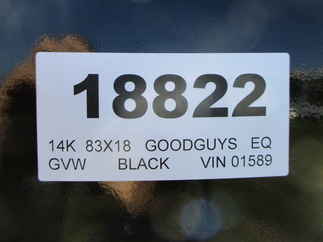 18822
14K 83X18 GOODGUYS EQ
GVW BLACK VIN 01589